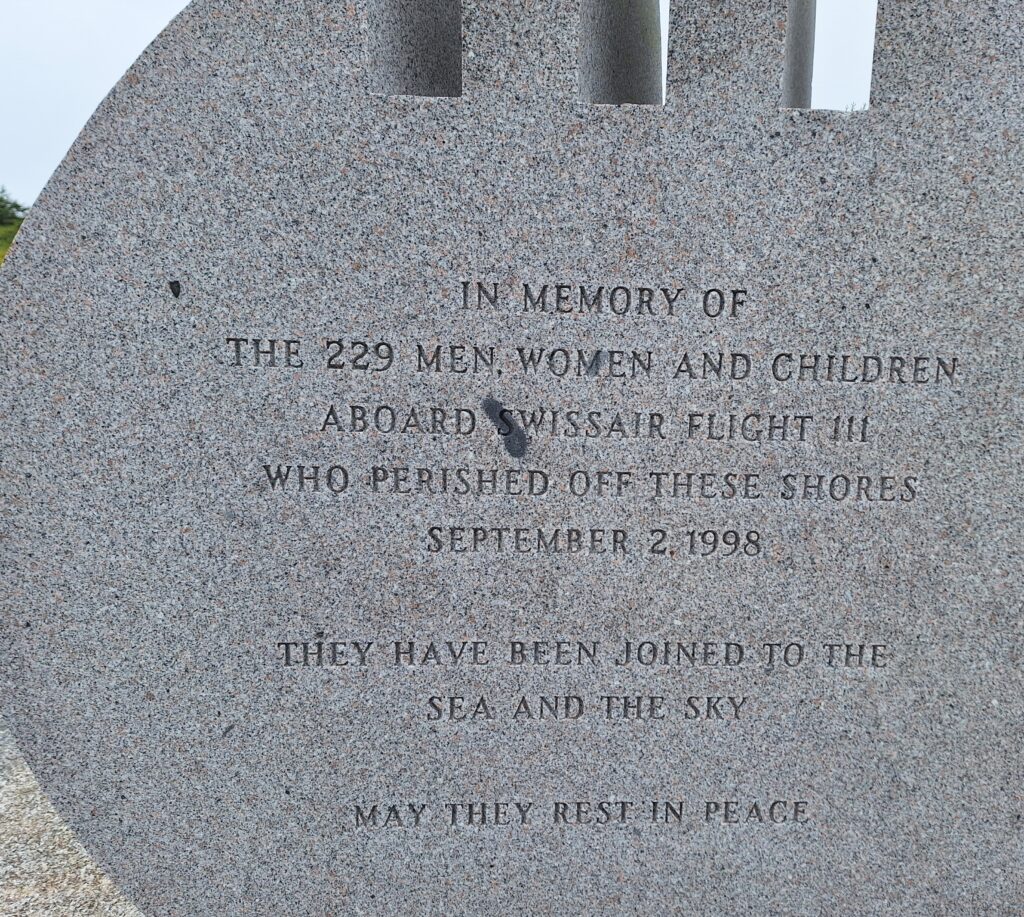 IN MEMORY OF
THE 229 MEN, WOMEN AND CHILDREN
ABOARD SWISSAIR FLIGHT 111
WHO PERISHED OFF THESE SHORES
SEPTEMBER 2, 1998
THEY HAVE BEEN JOINED TO THE
SEA AND THE SKY
MAY THEY REST IN PEACE